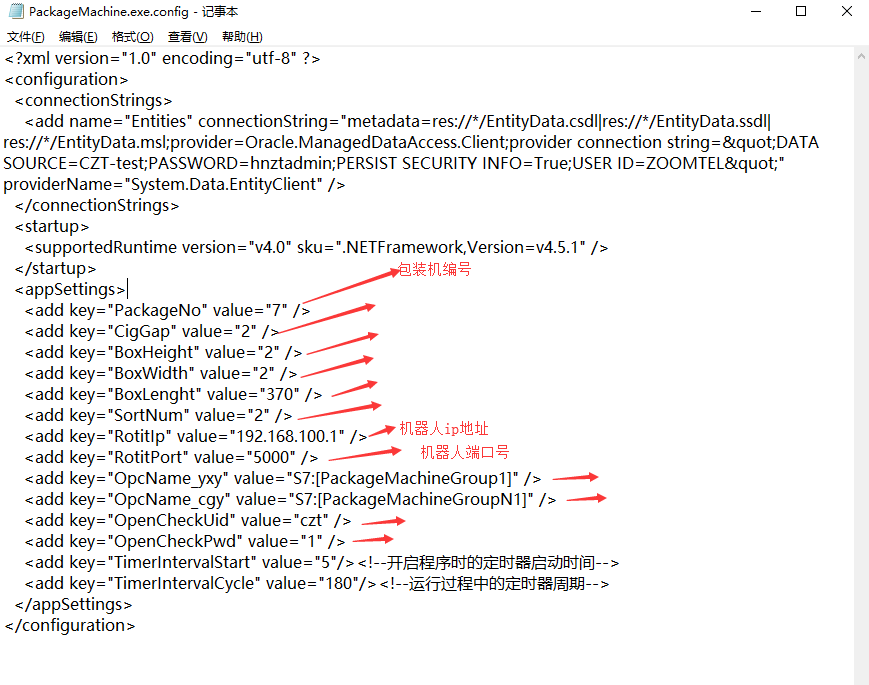 PackageMachine.exe.config - 记事本
文件(F) 编辑(E) 格式(O) 查看(V) 帮助(H)
<?xml version="1.0" encoding="utf-8" ?>
<configuration>
<connectionStrings>
<add name="Entities" connectionString="metadata=res://*/EntityData.csdl|res://*/EntityData.ssdl|
res://*/EntityData.msl;provider=Oracle.ManagedDataAccess.Client;provider connection string=&quot;DATA
SOURCE=CZT-test;PASSWORD=hnztadmin;PERSIST SECURITY INFO=True;USER ID=ZOOMTEL&quot;"
providerName="System.Data.EntityClient" />
</connectionStrings>
<startup>
<supportedRuntime version="v4.0" sku=".NETFramework,Version=v4.5.1" />
</startup>
包装机编号
<appSettings>
<add key="PackageNo" value="7" />
<add key="CigGap" value="2" />
<add key="BoxHeight" value="2" />
<add key="BoxWidth" value="2" />
<add key="BoxLenght" value="370" />
<add key="SortNum" value="2" />
<add key="RotitIp" value="192.168.100.1" /> 机器人ip地址
<add key="RotitPort" value="5000" /> 机器人端口号
<add key="OpcName_yxy" value="S7:[PackageMachineGroup1]" />
<add key="OpcName_cgy" value="S7:[PackageMachineGroupN1]" />
<add key="OpenCheckUid" value="czt" />
<add key="OpenCheckPwd" value="1" />
<add key="TimerIntervalStart" value="5"/><!--开启程序时的定时器启动时间-->
<add key="TimerIntervalCycle" value="180"/><!--运行过程中的定时器周期-->
</appSettings>
</configuration>